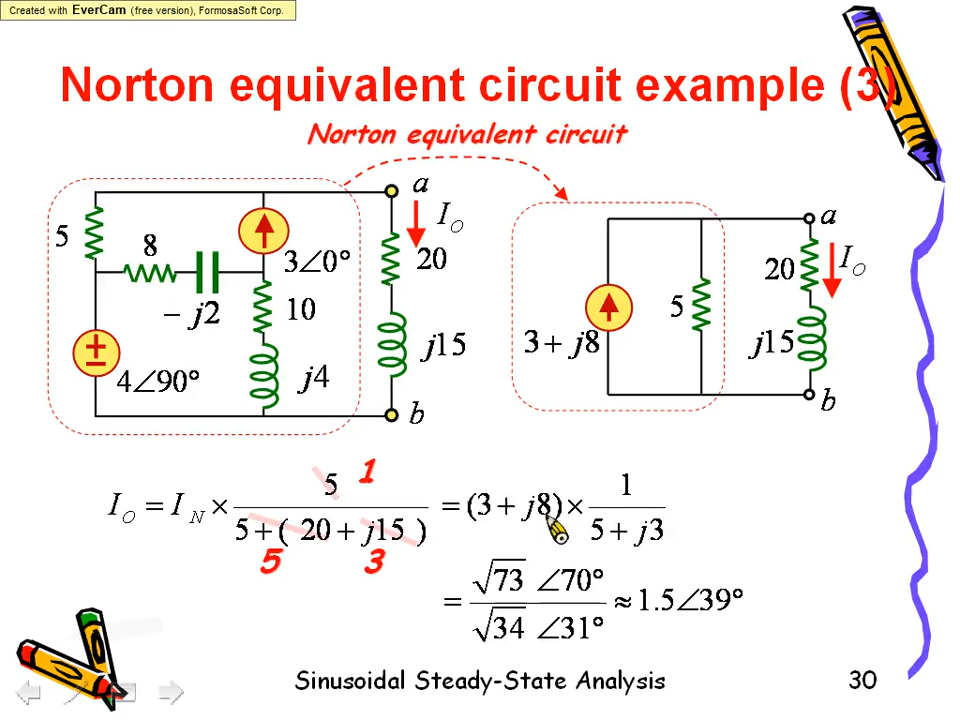 Created with EverCam (free version), FormosaSoft Corp.
Norton equivalent circuit example (3)
Norton equivalent circuit
5
8
− j2
± 
4∠90°
3∠0°
10
j4
a
I_O
20
j15
b
3 + j8
5
a
I_O
20
j15
b
I_O = I_N × 5 / (5 + ( 20 + j15 )) = (3 + j8) × 1 / (5 + j3)
1
5
3
= √73 ∠70° / √34 ∠31° ≈ 1.5∠39°
Sinusoidal Steady-State Analysis
30